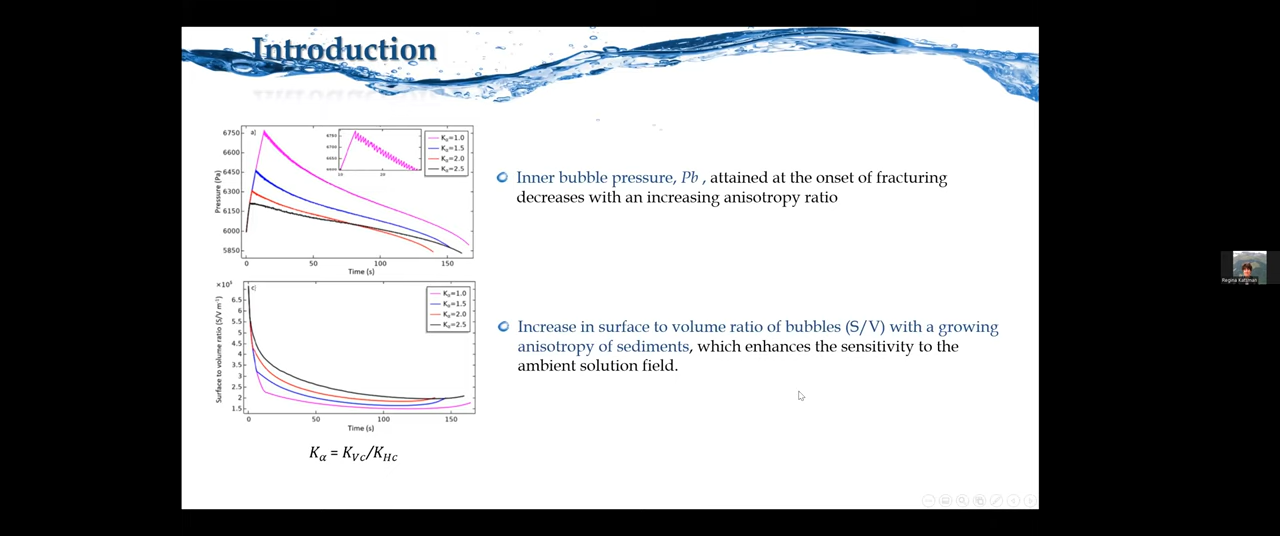 Introduction
a)
6750
6600
6450
6300
6150
6000
5850
Pressure (Pa)
0 50 100 150
Time (s)
Kα=1.0
Kα=1.5
Kα=2.0
Kα=2.5
Inner bubble pressure, Pb , attained at the onset of fracturing
decreases with an increasing anisotropy ratio
×10⁴
c)
6.5
5.5
5
4.5
4
3.5
3
2.5
2
1.5
Surface to volume ratio (S/V m⁻¹)
0 50 100 150
Time (s)
Kα=1.0
Kα=1.5
Kα=2.0
Kα=2.5
Increase in surface to volume ratio of bubbles (S/V) with a growing
anisotropy of sediments, which enhances the sensitivity to the
ambient solution field.
Kα = KVc/KHc
Regina Katsman